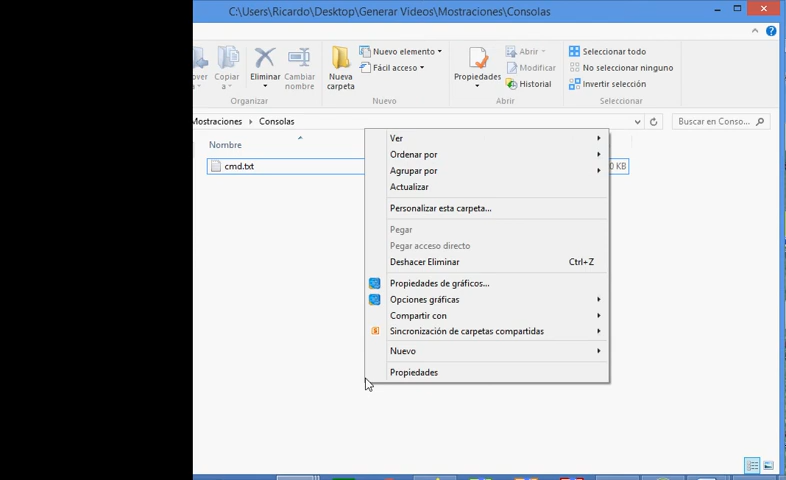 C:\Users\Ricardo\Desktop\Generar Videos\Mostraciones\Consolas
Copiar a
Eliminar
Cambiar nombre
Organizar
Nueva carpeta
Nuevo elemento
Fácil acceso
Nuevo
Propiedades
Abrir
Modificar
Historial
Abrir
Seleccionar todo
No seleccionar ninguno
Invertir selección
Seleccionar
Mostraciones Consolas
Buscar en Conso...
Nombre
cmd.txt
0 KB
Ver
Ordenar por
Agrupar por
Actualizar
Personalizar esta carpeta...
Pegar
Pegar acceso directo
Deshacer Eliminar Ctrl+Z
Propiedades de gráficos...
Opciones gráficas
Compartir con
Sincronización de carpetas compartidas
Nuevo
Propiedades